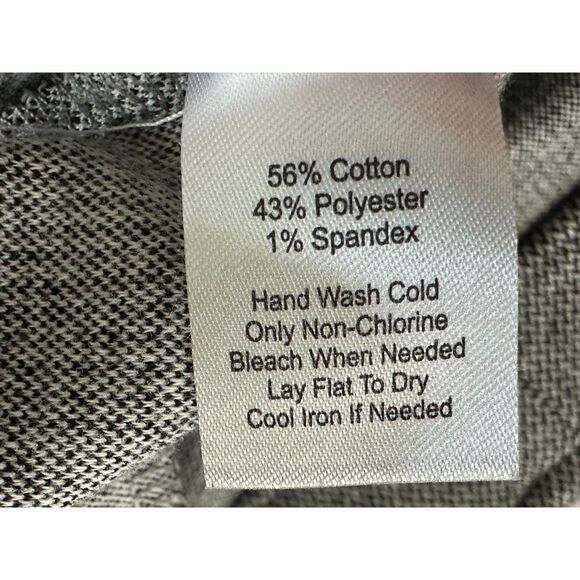 56% Cotton
43% Polyester
1% Spandex
Hand Wash Cold
Only Non-Chlorine
Bleach When Needed
Lay Flat To Dry
Cool Iron If Needed